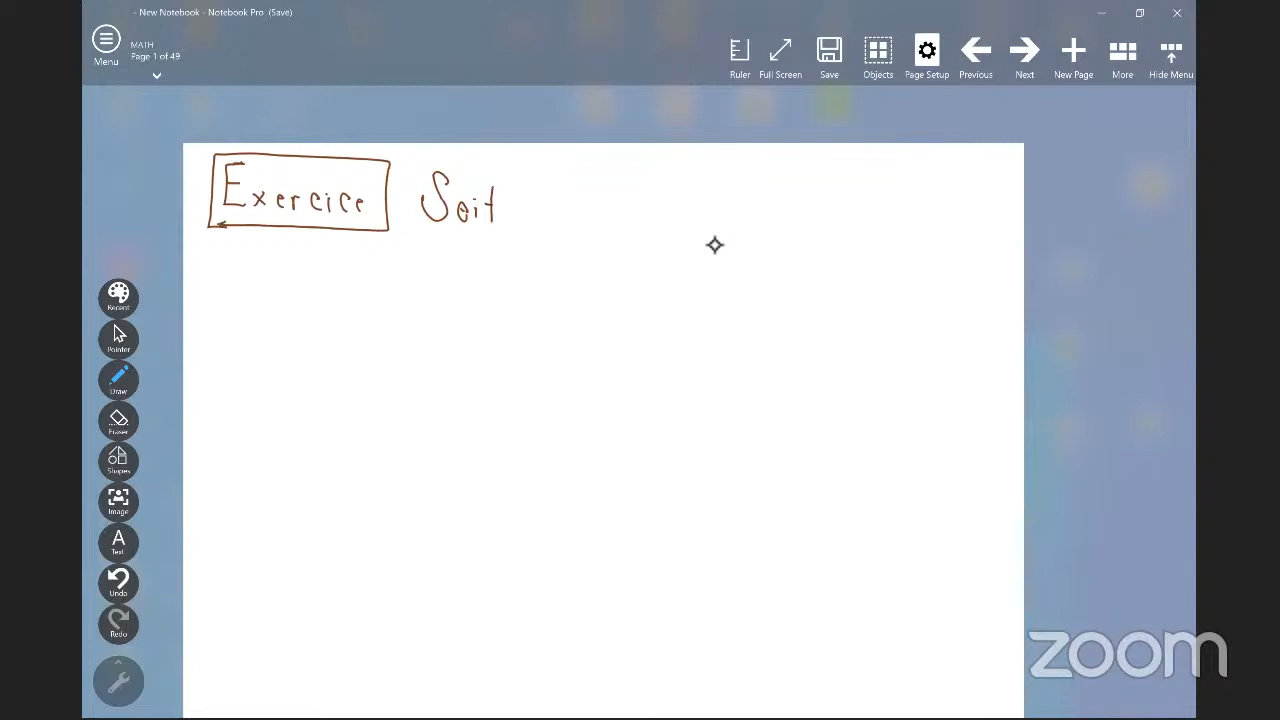 - New Notebook - Notebook Pro (Save)
Menu
MATH
Page 1 of 49
Ruler
Full Screen
Save
Objects
Page Setup
Previous
Next
New Page
More
Hide Menu
Exercice Soit
Recent
Pointer
Draw
Eraser
Shapes
Image
A
Text
Undo
Redo
zoom